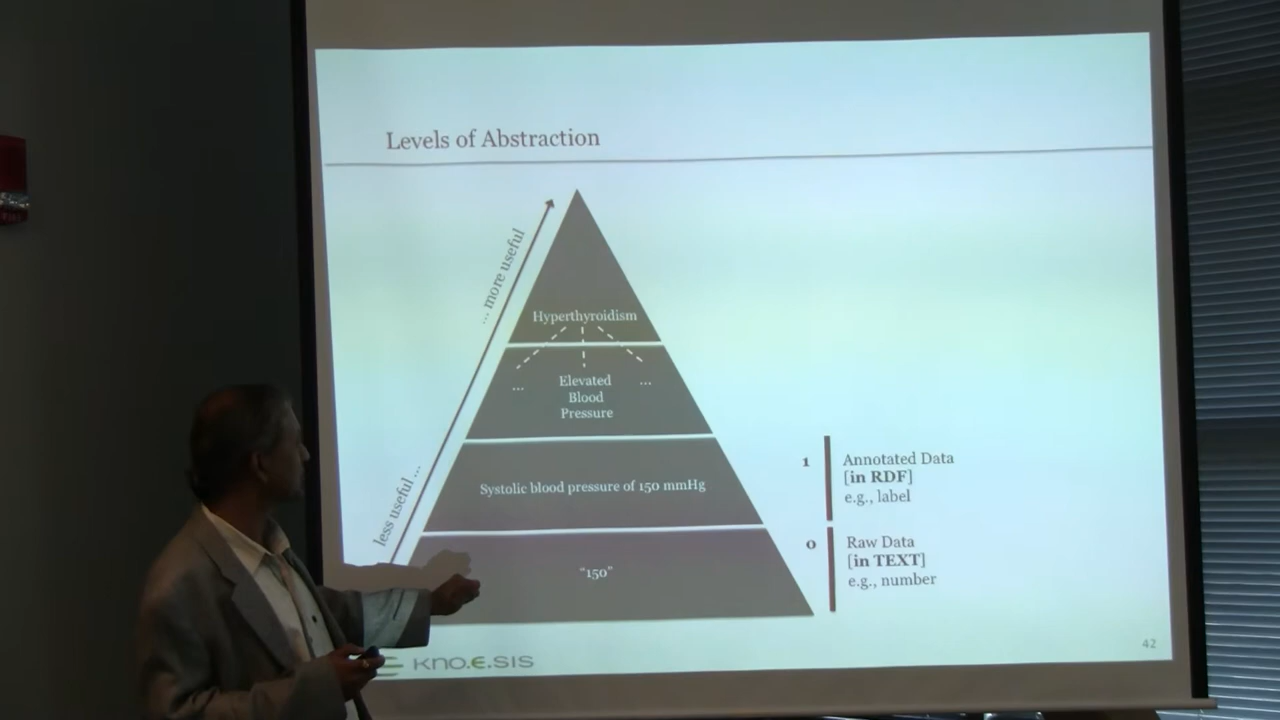 Levels of Abstraction
... more useful
less useful ...
Hyperthyroidism
... Elevated ...
Blood
Pressure
Systolic blood pressure of 150 mmHg
"150"
1 Annotated Data
[in RDF]
e.g., label
0 Raw Data
[in TEXT]
e.g., number
KNO.E.SIS
42